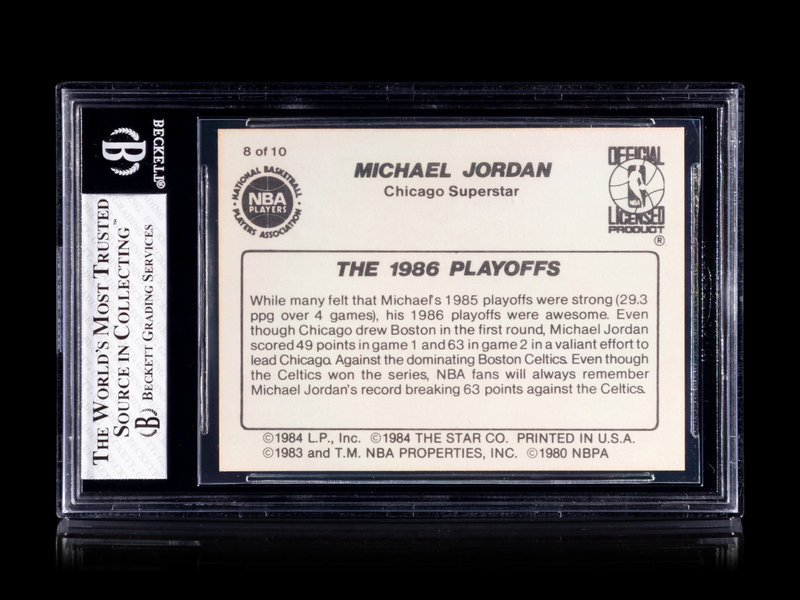 BECKETT®
THE WORLD'S MOST TRUSTED
SOURCE IN COLLECTING™
BECKETT GRADING SERVICES
8 of 10
NATIONAL BASKETBALL
NBA
PLAYERS
PLAYERS ASSOCIATION
MICHAEL JORDAN
Chicago Superstar
OFFICIAL
NBA
LICENSED
PRODUCT
®
THE 1986 PLAYOFFS
While many felt that Michael's 1985 playoffs were strong (29.3
ppg over 4 games), his 1986 playoffs were awesome. Even
though Chicago drew Boston in the first round, Michael Jordan
scored 49 points in game 1 and 63 in game 2 in a valiant effort to
lead Chicago. Against the dominating Boston Celtics. Even though
the Celtics won the series, NBA fans will always remember
Michael Jordan's record breaking 63 points against the Celtics.
©1984 L.P., Inc. ©1984 THE STAR CO. PRINTED IN U.S.A.
©1983 and T.M. NBA PROPERTIES, INC. ©1980 NBPA